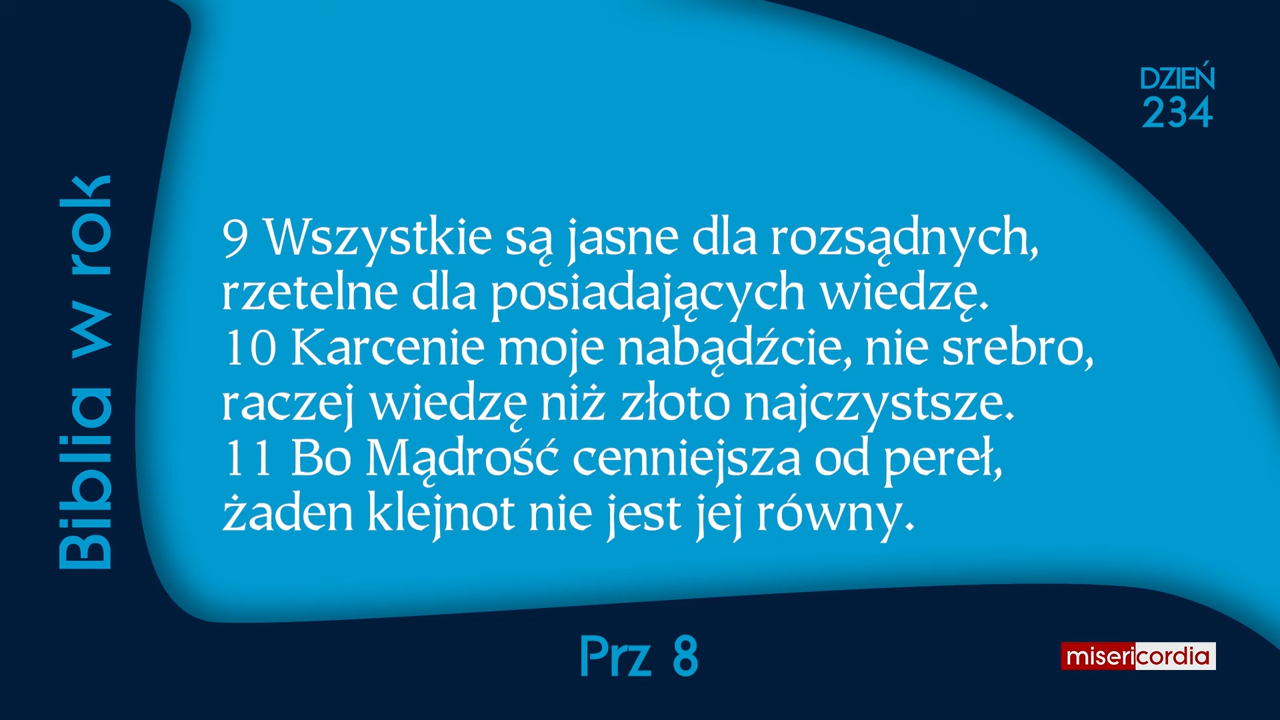 DZIEŃ
234
Biblia w rok
9 Wszystkie są jasne dla rozsądnych,
rzetelne dla posiadających wiedzę.
10 Karcenie moje nabądźcie, nie srebro,
raczej wiedzę niż złoto najczystsze.
11 Bo Mądrość cenniejsza od pereł,
żaden klejnot nie jest jej równy.
Prz 8
misericordia